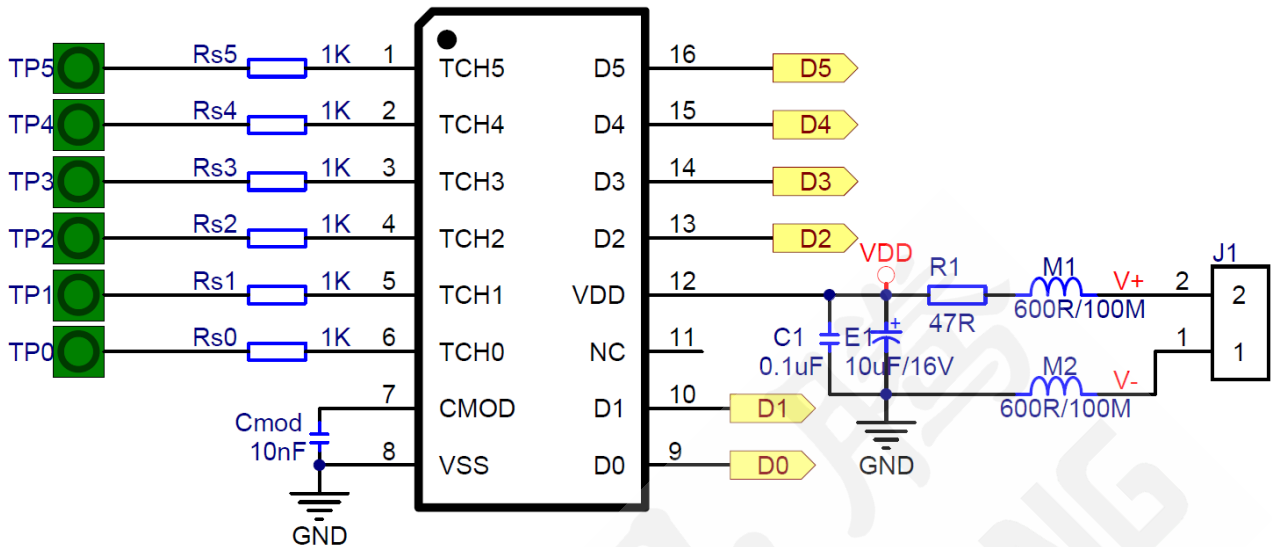 TP5 Rs5 1K 1 TCH5 D5 16 D5
TP4 Rs4 1K 2 TCH4 D4 15 D4
TP3 Rs3 1K 3 TCH3 D3 14 D3
TP2 Rs2 1K 4 TCH2 D2 13 D2
VDD R1 M1 V+ J1
TP1 Rs1 1K 5 TCH1 VDD 12 2 2
47R 600R/100M
TP0 Rs0 1K 6 TCH0 NC 11 C1 E1 + 1 1
0.1uF 10uF/16V M2 V-
7 CMOD D1 10 D1 600R/100M
Cmod
10nF 8 VSS D0 9 D0 GND
GND